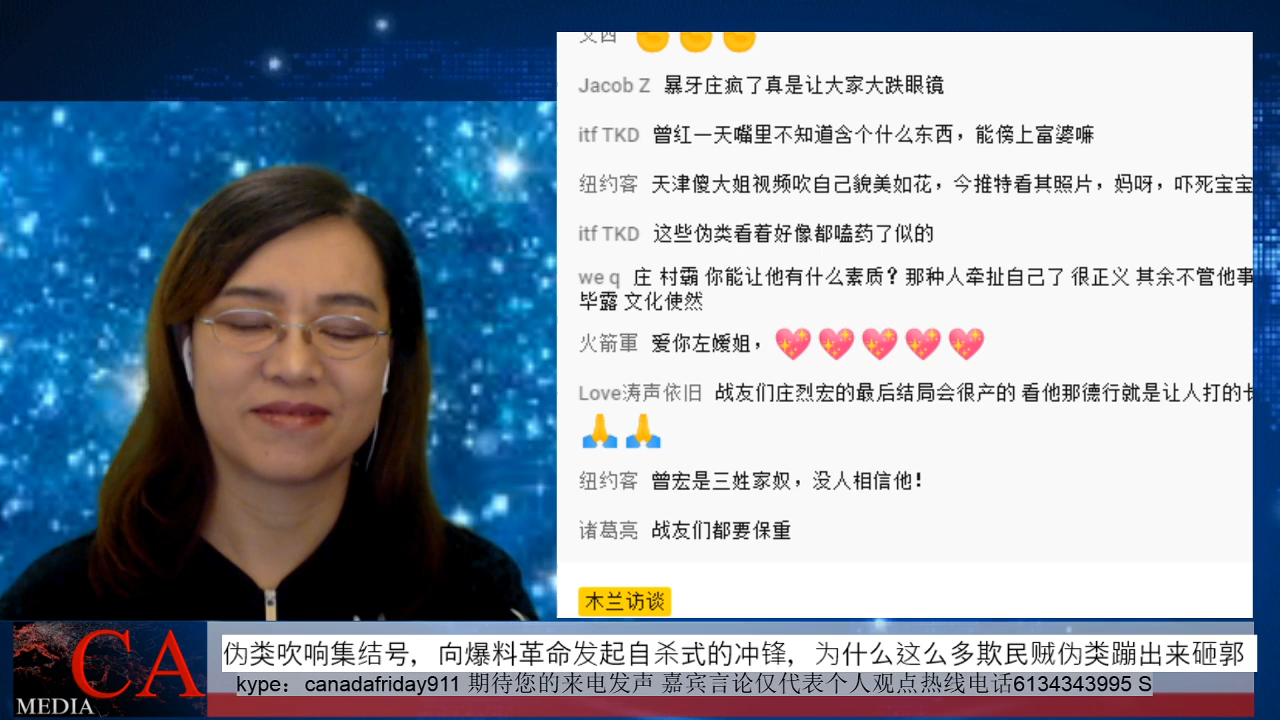 艾西
Jacob Z 暴牙庄疯了真是让大家大跌眼镜
itf TKD 曾红一天嘴里不知道含个什么东西，能傍上富婆嘛
纽约客 天津傻大姐视频吹自己貌美如花，今推特看其照片，妈呀，吓死宝宝
itf TKD 这些伪类看着好像都嗑药了似的
we q 庄 村霸 你能让他有什么素质？那种人牵扯自己了 很正义 其余不管他事
毕露 文化使然
火箭軍 爱你左嫒姐，
Love涛声依旧 战友们庄烈宏的最后结局会很产的 看他那德行就是让人打的
纽约客 曾宏是三姓家奴，没人相信他！
诸葛亮 战友们都要保重
木兰访谈
CA
MEDIA
伪类吹响集结号，向爆料革命发起自杀式的冲锋，为什么这么多欺民贼伪类蹦出来砸郭
kype：canadafriday911 期待您的来电发声 嘉宾言论仅代表个人观点热线电话6134343995 S